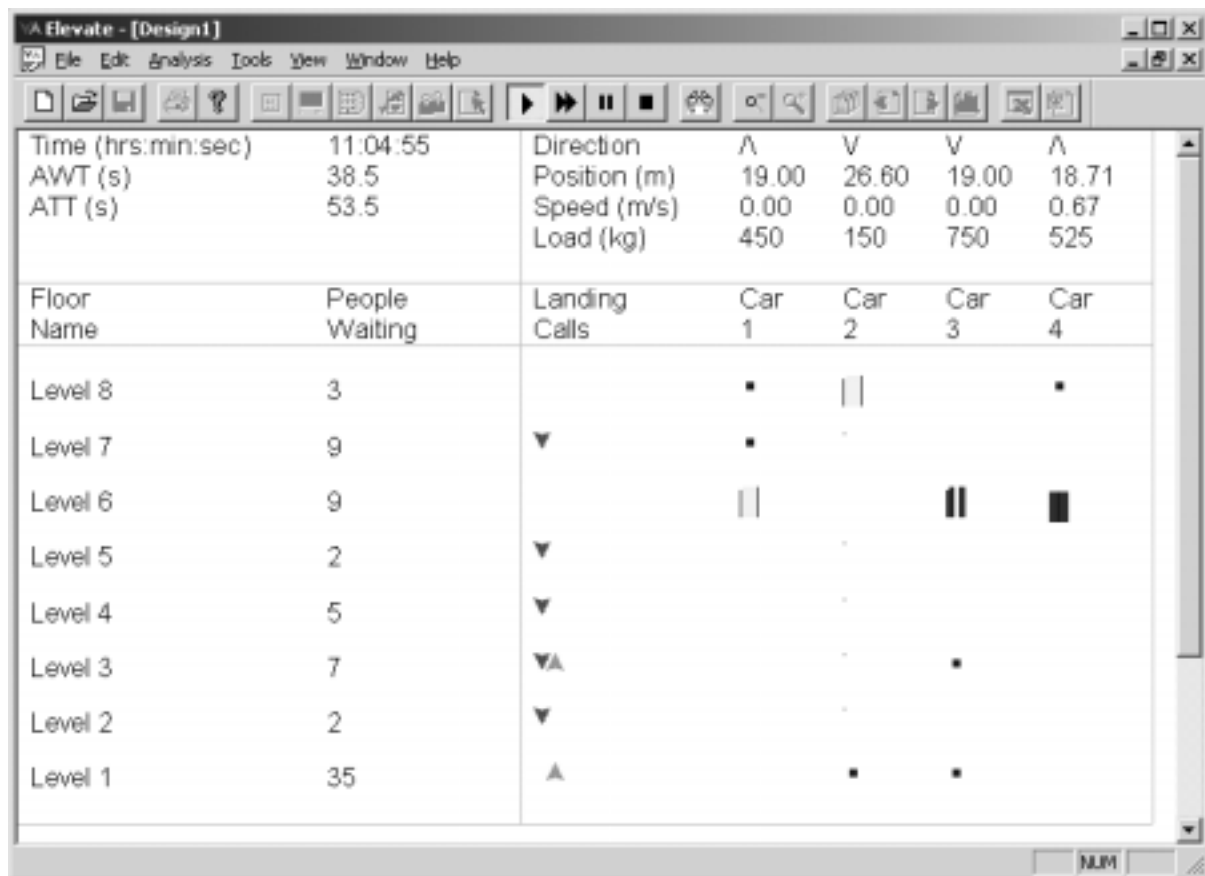 Elevate - [Design1]
File Edit Analysis Tools View Window Help
Time (hrs:min:sec) 11:04:55 Direction Λ V V Λ
AWT (s) 38.5 Position (m) 19.00 26.60 19.00 18.71
ATT (s) 53.5 Speed (m/s) 0.00 0.00 0.00 0.67
Load (kg) 450 150 750 525
Floor People Landing Car Car Car Car
Name Waiting Calls 1 2 3 4
Level 8 3
Level 7 9
Level 6 9
Level 5 2
Level 4 5
Level 3 7
Level 2 2
Level 1 35
NUM